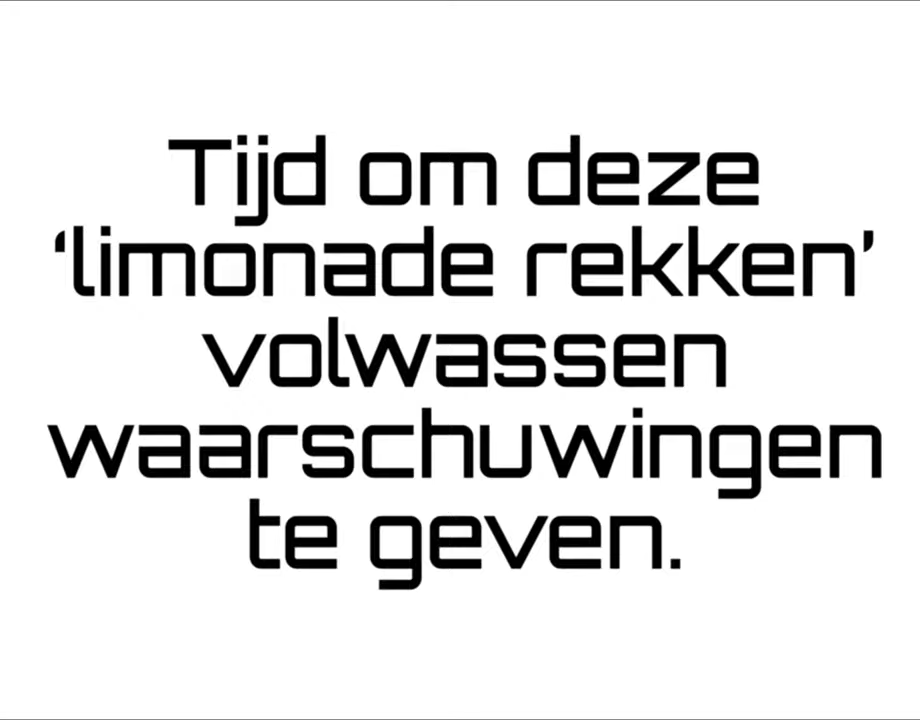 Tijd om deze
‘limonade rekken’
volwassen
waarschuwingen
te geven.